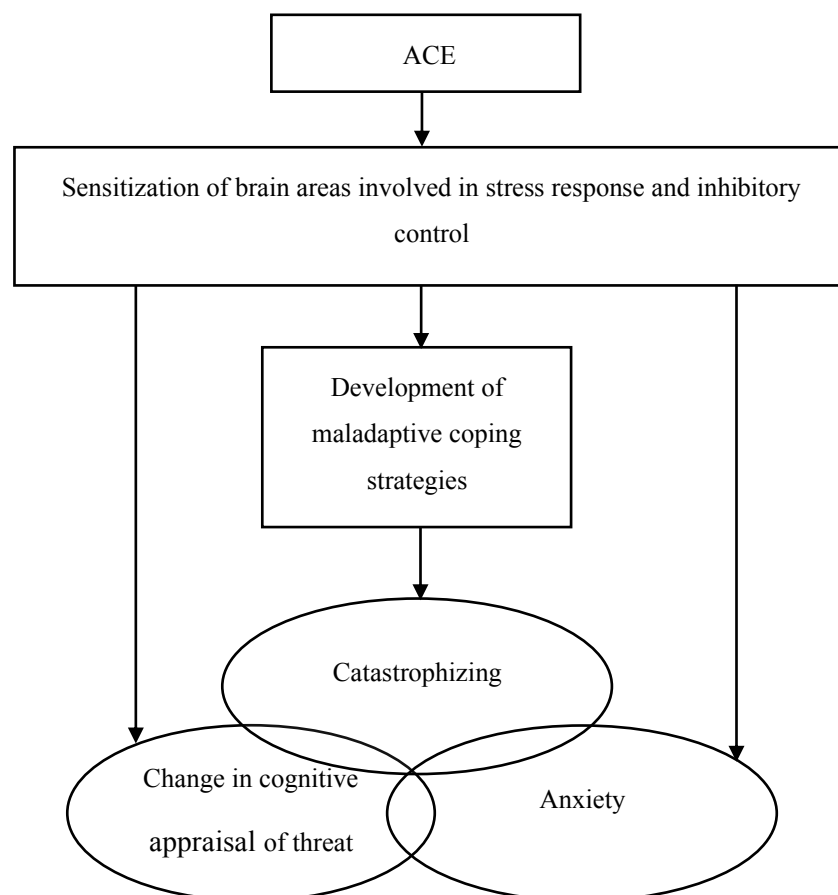 ACE
Sensitization of brain areas involved in stress response and inhibitory
control
Development of
maladaptive coping
strategies
Catastrophizing
Change in cognitive
appraisal of threat
Anxiety